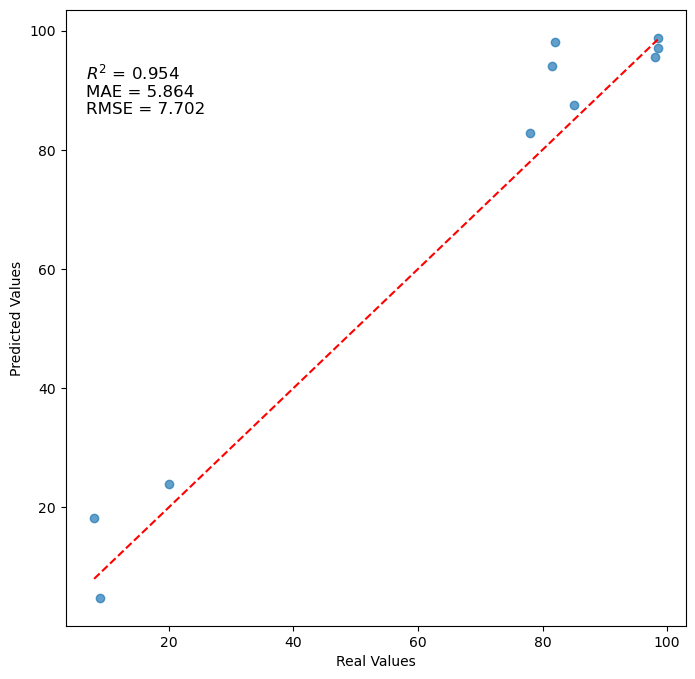 100
80
60
40
20
Predicted Values
R² = 0.954
MAE = 5.864
RMSE = 7.702
20 40 60 80 100
Real Values